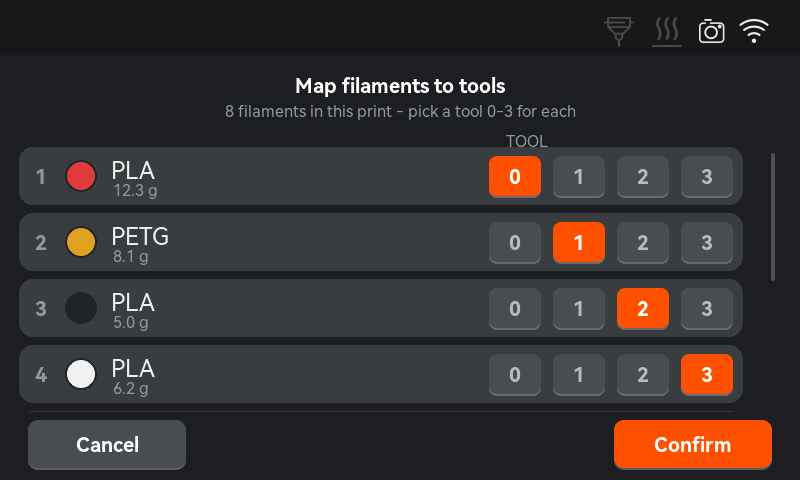 Map filaments to tools
8 filaments in this print - pick a tool 0-3 for each
TOOL
1 PLA 0 1 2 3
12.3 g
2 PETG 0 1 2 3
8.1 g
3 PLA 0 1 2 3
5.0 g
4 PLA 0 1 2 3
6.2 g
Cancel Confirm